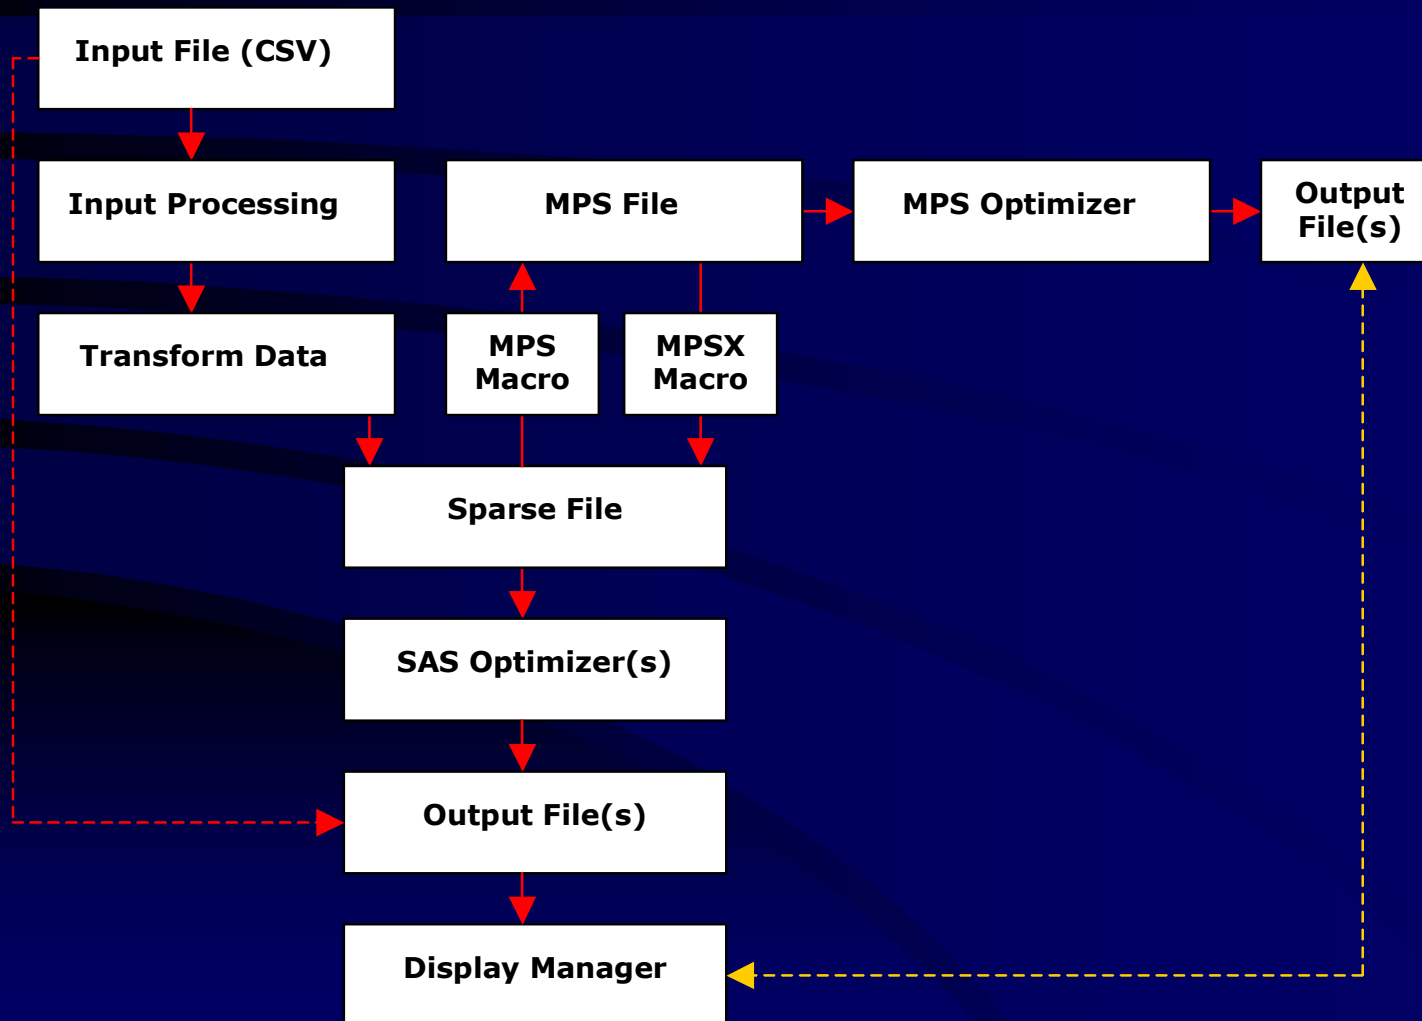 Input File (CSV)
Input Processing
MPS File
MPS Optimizer
Output
File(s)
Transform Data
MPS
Macro
MPSX
Macro
Sparse File
SAS Optimizer(s)
Output File(s)
Display Manager